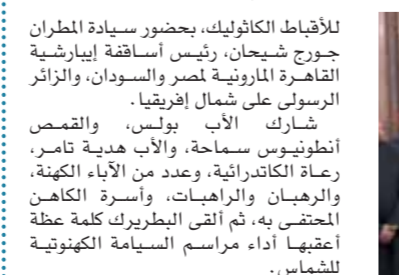 للأقباط الكاثوليك، بحضور سيادة المطران
جورج شيحان، رئيس أساقفة إيبارشية
القاهرة المارونية لمصر والسودان، والزائر
الرسولى على شمال إفريقيا.
شارك الأب بولس، والقمص
أنطونيوس سماحة، والأب هدية تامر،
رعاة الكاتدرائية، وعدد من الآباء الكهنة،
والرهبان والراهبات، وأسرة الكاهن
المحتفى به، ثم ألقى البطريرك كلمة عظة
أعقبها أداء مراسم السيامة الكهنوتية
للشماس.